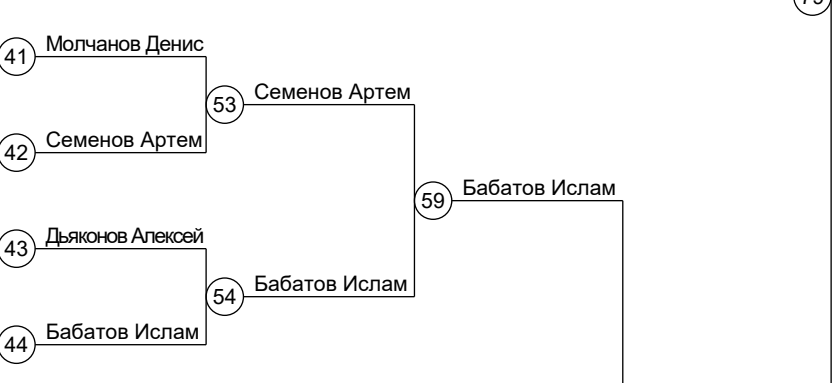 41 Молчанов Денис
53 Семенов Артем
42 Семенов Артем
59 Бабатов Ислам
43 Дьяконов Алексей
54 Бабатов Ислам
44 Бабатов Ислам